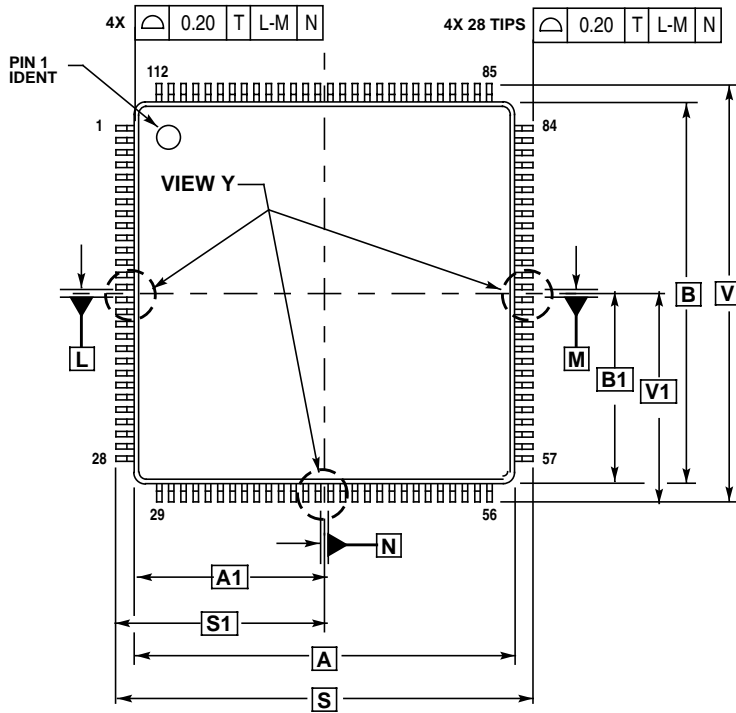 4X ⌓ 0.20 T L-M N
4X 28 TIPS ⌓ 0.20 T L-M N
PIN 1
IDENT
112
85
1
84
VIEW Y
B
V
L
M
B1
V1
28
57
29
56
N
A1
S1
A
S